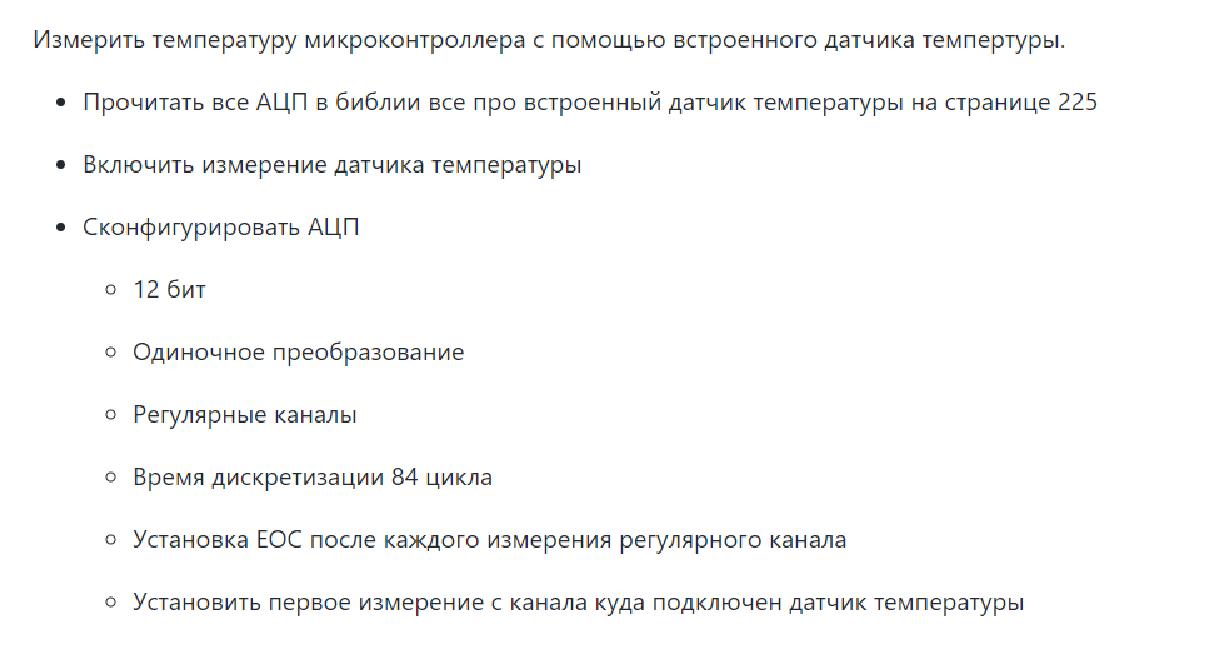 Измерить температуру микроконтроллера с помощью встроенного датчика темпертуры.
Прочитать все АЦП в библии все про встроенный датчик температуры на странице 225
Включить измерение датчика температуры
Сконфигурировать АЦП
12 бит
Одиночное преобразование
Регулярные каналы
Время дискретизации 84 цикла
Установка EOC после каждого измерения регулярного канала
Установить первое измерение с канала куда подключен датчик температуры